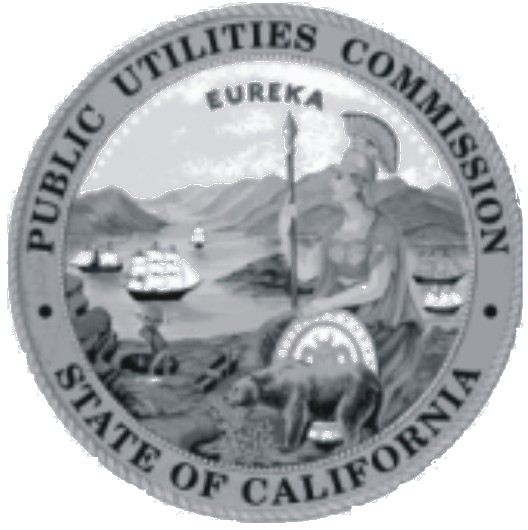 PUBLIC UTILITIES COMMISSION
EUREKA
STATE OF CALIFORNIA